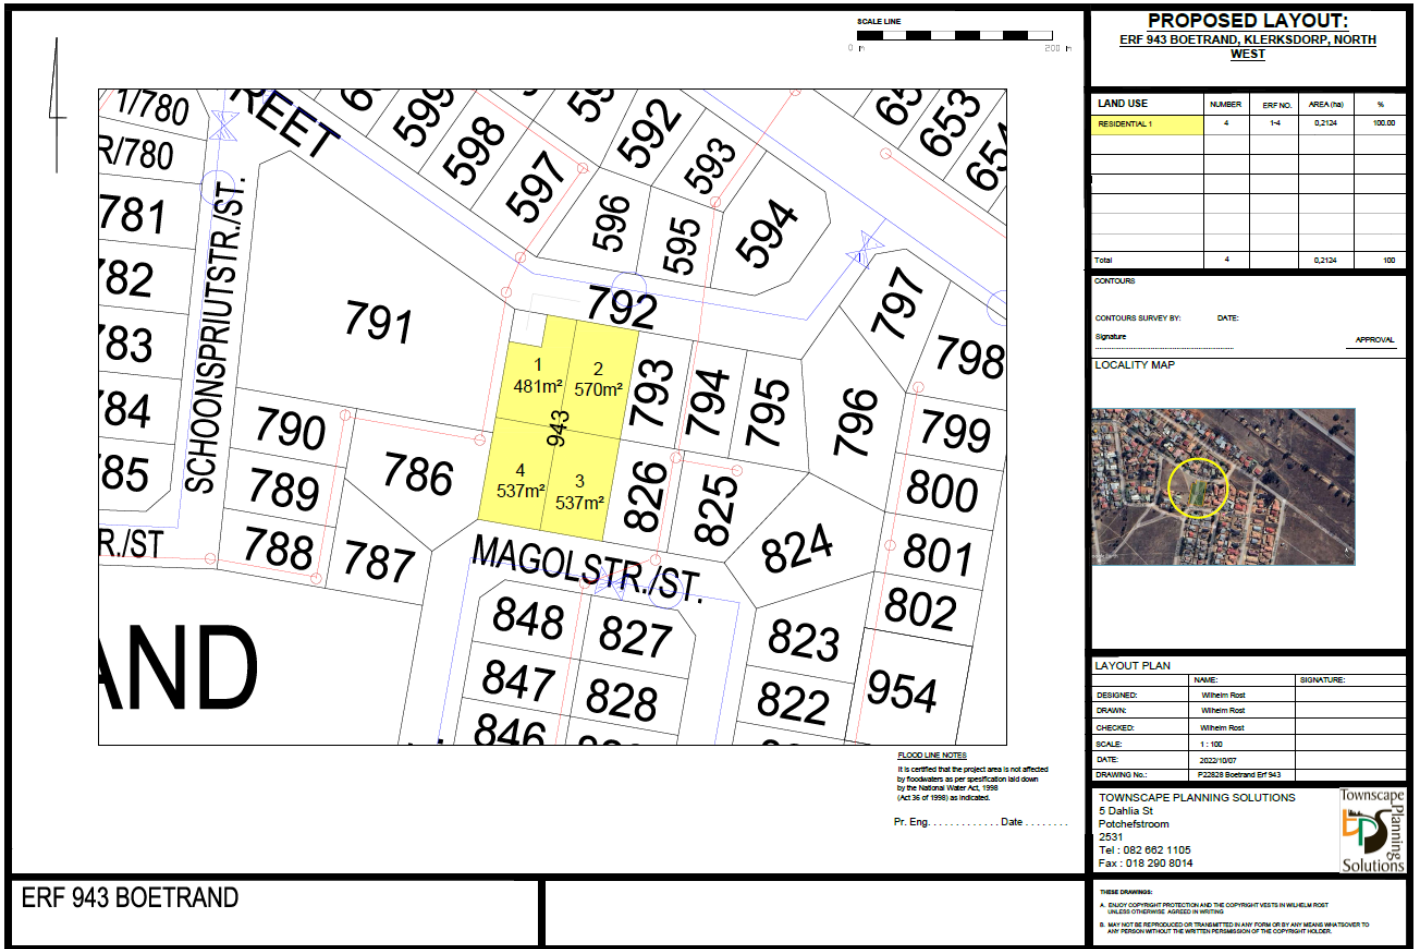 SCALE LINE
0 m
200 m
PROPOSED LAYOUT:
ERF 943 BOETRAND, KLERKSDORP, NORTH
WEST
LAND USE NUMBER ERF NO. AREA (ha) %
RESIDENTIAL 1 4 1-4 0,2124 100.00
Total 4 0,2124 100
CONTOURS
CONTOURS SURVEY BY: DATE:
Signature
APPROVAL
LOCALITY MAP
LAYOUT PLAN
NAME: SIGNATURE:
DESIGNED: Wilhelm Rost
DRAWN: Wilhelm Rost
CHECKED: Wilhelm Rost
SCALE: 1 : 100
DATE: 2022/10/07
DRAWING No.: P22828 Boetrand Erf 943
TOWNSCAPE PLANNING SOLUTIONS
5 Dahlia St
Potchefstroom
2531
Tel : 082 662 1105
Fax : 018 290 8014
Townscape
Planning
Solutions
THESE DRAWINGS:
A. ENJOY COPYRIGHT PROTECTION AND THE COPYRIGHT VESTS IN WILHELM ROST
UNLESS OTHERWISE AGREED IN WRITING
B. MAY NOT BE REPRODUCED OR TRANSMITTED IN ANY FORM OR BY ANY MEANS WHATSOVER TO
ANY PERSON WITHOUT THE WRITTEN PERSMISSION OF THE COPYRIGHT HOLDER.
1/780
R/780
781
782
783
784
785
REET
SCHOONSPRIUTSTR./ST.
R./ST
599
598
597
592
593
596
595
594
653
654
791
792
790
789
788
786
787
1
481m²
2
570m²
943
4
537m²
3
537m²
793
794
795
796
797
798
799
800
801
802
826
825
824
823
822
954
MAGOLSTR./ST.
848
847
846
827
828
AND
FLOOD LINE NOTES
It is certified that the project area is not affected
by floodwaters as per spesification laid down
by the National Water Act, 1998
(Act 36 of 1998) as indicated.
Pr. Eng. . . . . . . . . . . . . Date . . . . . . . .
ERF 943 BOETRAND